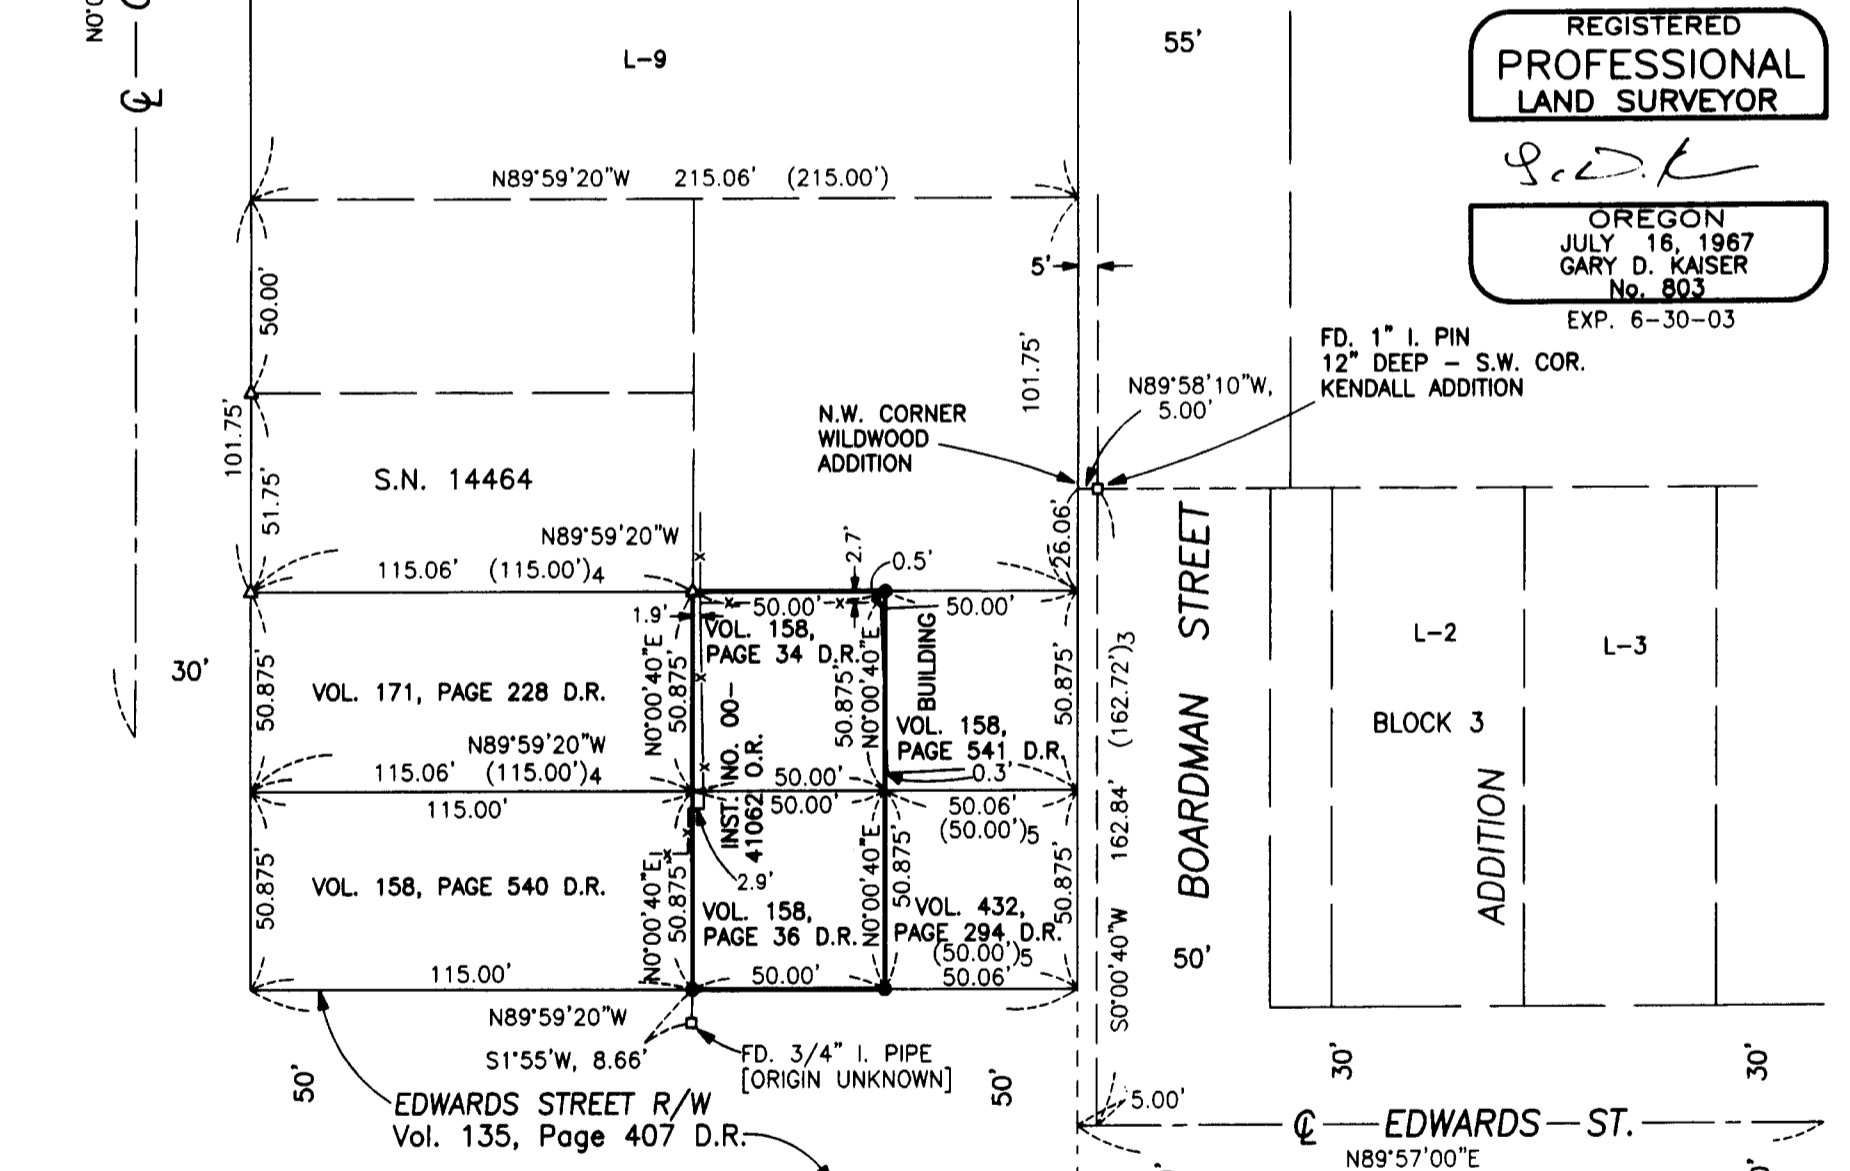 0.0N
L-9
55'
REGISTERED
PROFESSIONAL
LAND SURVEYOR
OREGON
JULY 16, 1967
GARY D. KAISER
No. 803
EXP. 6-30-03
℄
N89°59'20"W 215.06' (215.00')
50.00'
5'
101.75'
101.75'
51.75'
FD. 1" I. PIN
12" DEEP - S.W. COR.
KENDALL ADDITION
N89°58'10"W,
5.00'
N.W. CORNER
WILDWOOD
ADDITION
S.N. 14464
N89°59'20"W
115.06' (115.00')4
2.7'
0.5'
26.06'
1.9'
50.00'
50.00'
VOL. 158,
PAGE 34 D.R.
BUILDING
30'
50.875'
VOL. 171, PAGE 228 D.R.
N0°00'40"E
50.875'
INST. NO. 00-
41062 O.R.
50.875'
N0°00'40"E
VOL. 158,
PAGE 541 D.R.
50.875'
N89°59'20"W
115.06' (115.00')4
115.00'
50.00'
50.00'
0.3'
50.06'
(50.00')5
S0°00'40"W 162.84' (162.72')3
BOARDMAN STREET
50'
L-2
L-3
BLOCK 3
ADDITION
50.875'
VOL. 158, PAGE 540 D.R.
N0°00'40"E
50.875'
2.9'
VOL. 158,
PAGE 36 D.R.
N0°00'40"E
50.875'
VOL. 432,
PAGE 294 D.R.
50.875'
(50.00')5
50.06'
115.00'
50.00'
N89°59'20"W
S1°55'W, 8.66'
FD. 3/4" I. PIPE
[ORIGIN UNKNOWN]
50'
50'
30'
30'
EDWARDS STREET R/W
Vol. 135, Page 407 D.R.
5.00'
℄ EDWARDS ST.
N89°57'00"E